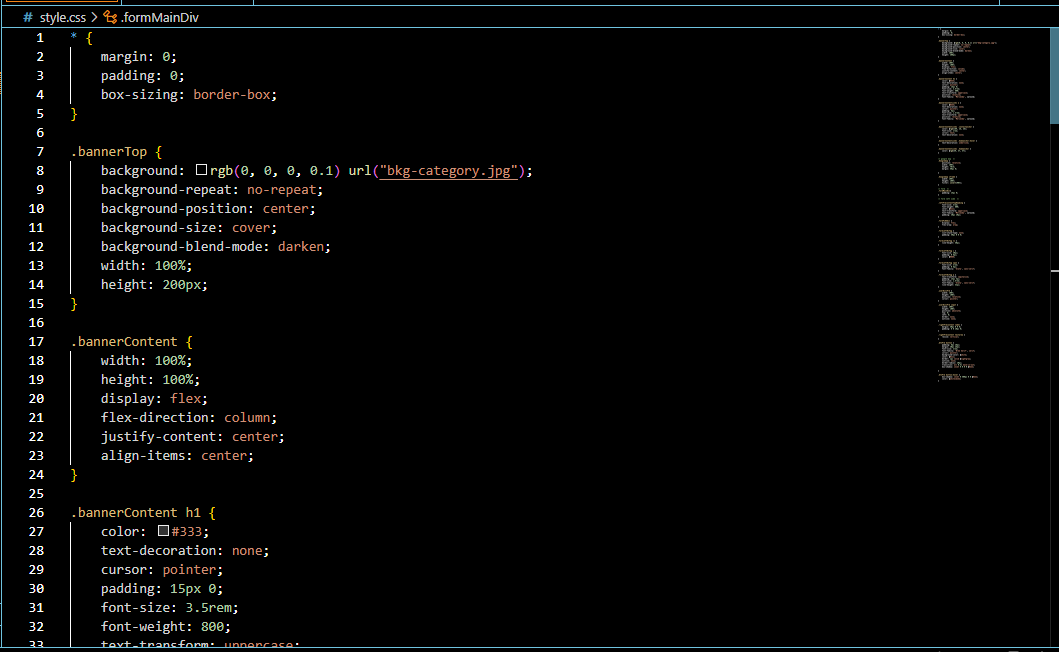 # style.css > .formMainDiv
1 * {
2 margin: 0;
3 padding: 0;
4 box-sizing: border-box;
5 }
6
7 .bannerTop {
8 background: rgb(0, 0, 0, 0.1) url("bkg-category.jpg");
9 background-repeat: no-repeat;
10 background-position: center;
11 background-size: cover;
12 background-blend-mode: darken;
13 width: 100%;
14 height: 200px;
15 }
16
17 .bannerContent {
18 width: 100%;
19 height: 100%;
20 display: flex;
21 flex-direction: column;
22 justify-content: center;
23 align-items: center;
24 }
25
26 .bannerContent h1 {
27 color: #333;
28 text-decoration: none;
29 cursor: pointer;
30 padding: 15px 0;
31 font-size: 3.5rem;
32 font-weight: 800;
33 text-transform: uppercase;